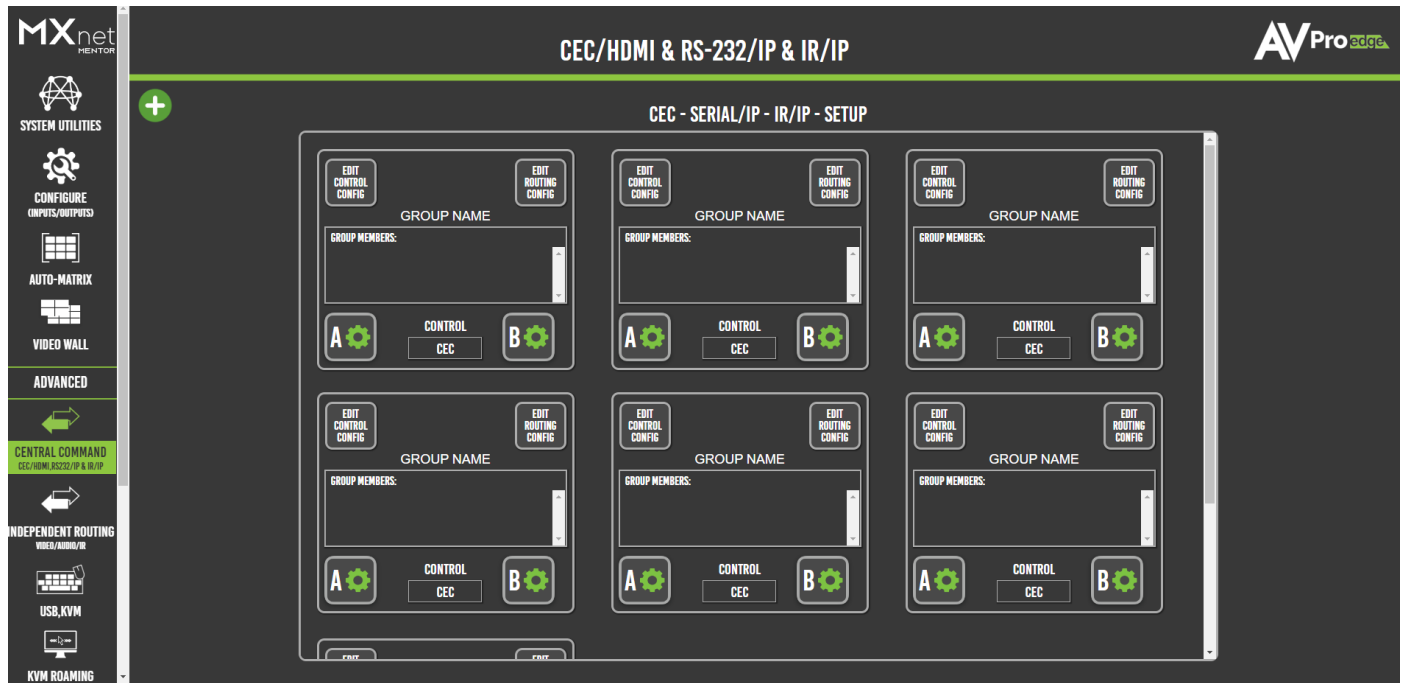 MXnet
MENTOR
CEC/HDMI & RS-232/IP & IR/IP
AVPro edge
SYSTEM UTILITIES
CONFIGURE
(INPUTS/OUTPUTS)
AUTO-MATRIX
VIDEO WALL
ADVANCED
CENTRAL COMMAND
CEC/HDMI,RS232/IP & IR/IP
INDEPENDENT ROUTING
VIDEO/AUDIO/IR
USB,KVM
KVM ROAMING
CEC - SERIAL/IP - IR/IP - SETUP
EDIT
CONTROL
CONFIG
EDIT
ROUTING
CONFIG
GROUP NAME
GROUP MEMBERS:
A
CONTROL
CEC
B
EDIT
CONTROL
CONFIG
EDIT
ROUTING
CONFIG
GROUP NAME
GROUP MEMBERS:
A
CONTROL
CEC
B
EDIT
CONTROL
CONFIG
EDIT
ROUTING
CONFIG
GROUP NAME
GROUP MEMBERS:
A
CONTROL
CEC
B
EDIT
CONTROL
CONFIG
EDIT
ROUTING
CONFIG
GROUP NAME
GROUP MEMBERS:
A
CONTROL
CEC
B
EDIT
CONTROL
CONFIG
EDIT
ROUTING
CONFIG
GROUP NAME
GROUP MEMBERS:
A
CONTROL
CEC
B
EDIT
CONTROL
CONFIG
EDIT
ROUTING
CONFIG
GROUP NAME
GROUP MEMBERS:
A
CONTROL
CEC
B
EDIT
EDIT